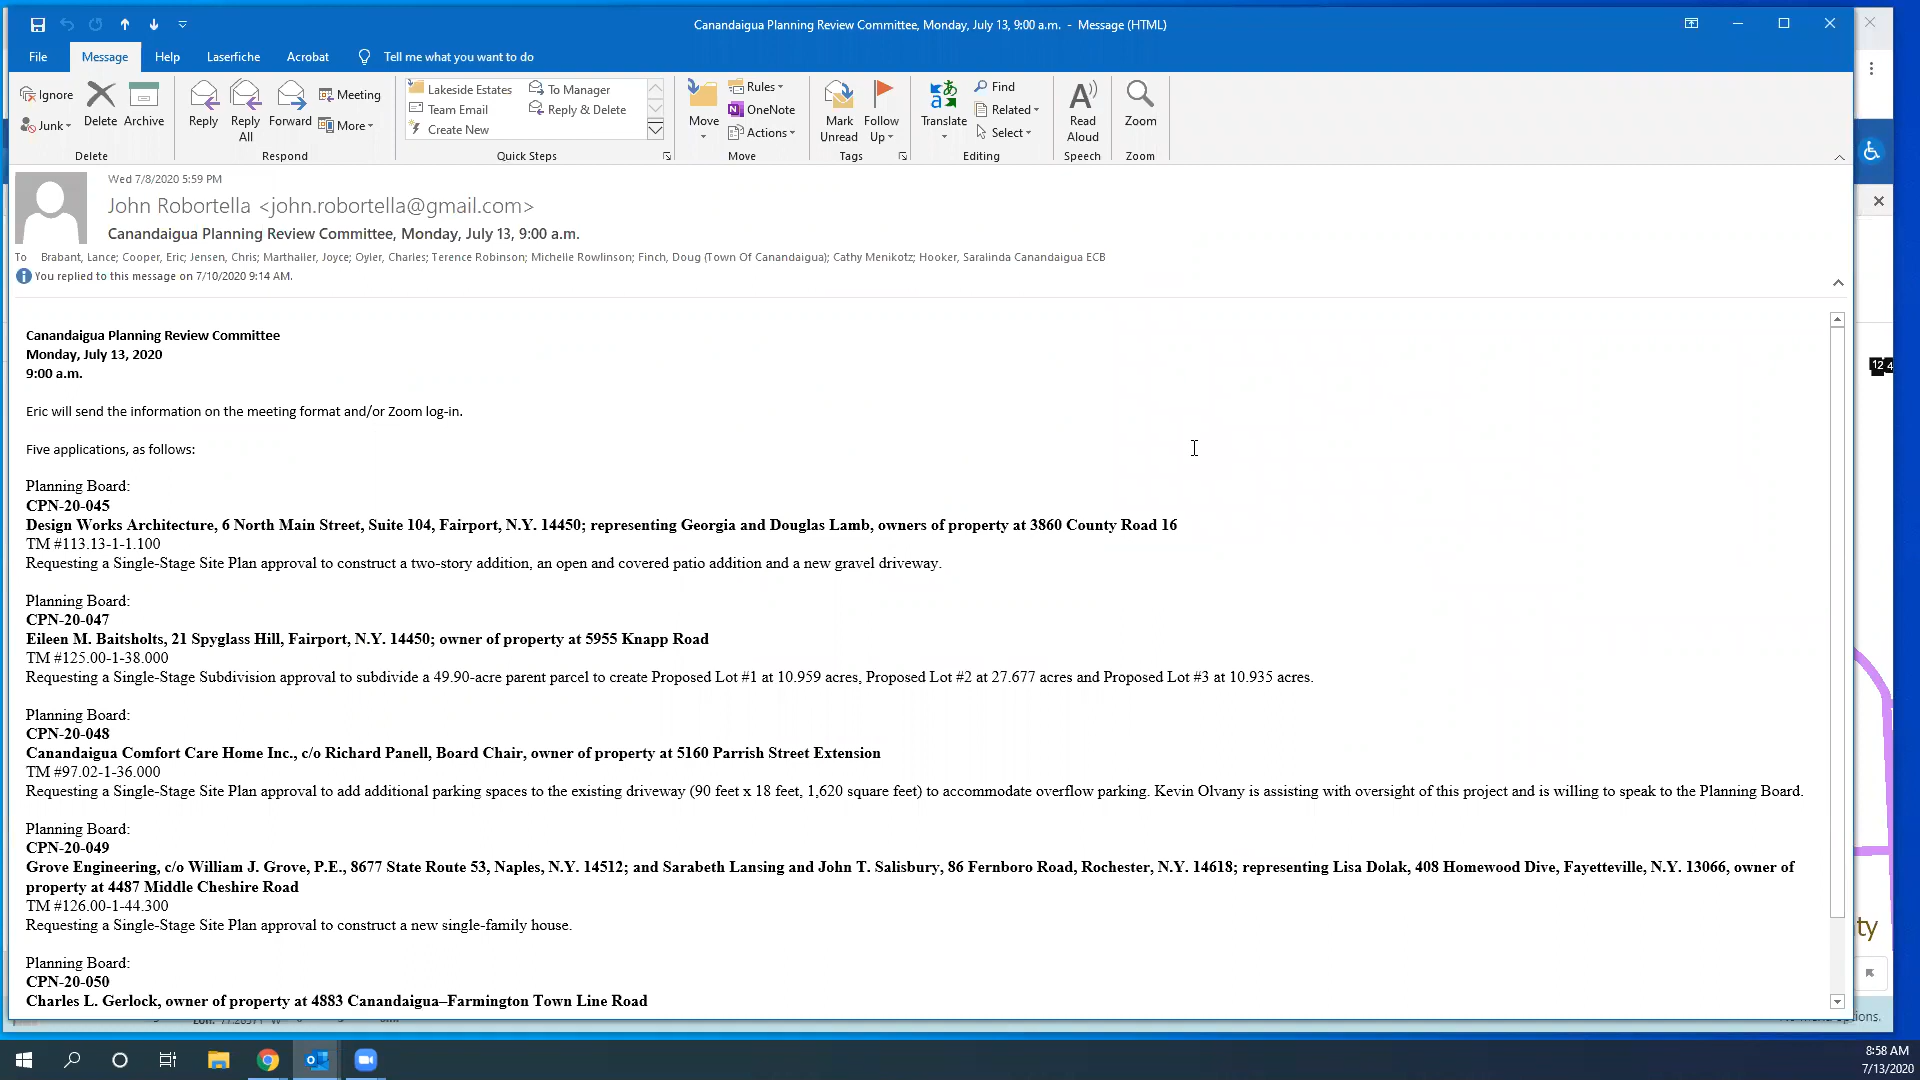 Canandaigua Planning Review Committee, Monday, July 13, 9:00 a.m. - Message (HTML)
File Message Help Laserfiche Acrobat Tell me what you want to do
Ignore
Junk
Delete
Archive
Delete
Reply
Reply All
Forward
Meeting
More
Respond
Lakeside Estates
To Manager
Team Email
Reply & Delete
Create New
Quick Steps
Move
Rules
OneNote
Actions
Move
Mark Unread
Follow Up
Tags
Translate
Find
Related
Select
Editing
Read Aloud
Speech
Zoom
Zoom
Wed 7/8/2020 5:59 PM
John Robortella <john.robortella@gmail.com>
Canandaigua Planning Review Committee, Monday, July 13, 9:00 a.m.
To Brabant, Lance; Cooper, Eric; Jensen, Chris; Marthaller, Joyce; Oyler, Charles; Terence Robinson; Michelle Rowlinson; Finch, Doug (Town Of Canandaigua); Cathy Menikotz; Hooker, Saralinda Canandaigua ECB
You replied to this message on 7/10/2020 9:14 AM.
Canandaigua Planning Review Committee
Monday, July 13, 2020
9:00 a.m.
Eric will send the information on the meeting format and/or Zoom log-in.
Five applications, as follows:
Planning Board:
CPN-20-045
Design Works Architecture, 6 North Main Street, Suite 104, Fairport, N.Y. 14450; representing Georgia and Douglas Lamb, owners of property at 3860 County Road 16
TM #113.13-1-1.100
Requesting a Single-Stage Site Plan approval to construct a two-story addition, an open and covered patio addition and a new gravel driveway.
Planning Board:
CPN-20-047
Eileen M. Baitsholts, 21 Spyglass Hill, Fairport, N.Y. 14450; owner of property at 5955 Knapp Road
TM #125.00-1-38.000
Requesting a Single-Stage Subdivision approval to subdivide a 49.90-acre parent parcel to create Proposed Lot #1 at 10.959 acres, Proposed Lot #2 at 27.677 acres and Proposed Lot #3 at 10.935 acres.
Planning Board:
CPN-20-048
Canandaigua Comfort Care Home Inc., c/o Richard Panell, Board Chair, owner of property at 5160 Parrish Street Extension
TM #97.02-1-36.000
Requesting a Single-Stage Site Plan approval to add additional parking spaces to the existing driveway (90 feet x 18 feet, 1,620 square feet) to accommodate overflow parking. Kevin Olvany is assisting with oversight of this project and is willing to speak to the Planning Board.
Planning Board:
CPN-20-049
Grove Engineering, c/o William J. Grove, P.E., 8677 State Route 53, Naples, N.Y. 14512; and Sarabeth Lansing and John T. Salisbury, 86 Fernboro Road, Rochester, N.Y. 14618; representing Lisa Dolak, 408 Homewood Dive, Fayetteville, N.Y. 13066, owner of
property at 4487 Middle Cheshire Road
TM #126.00-1-44.300
Requesting a Single-Stage Site Plan approval to construct a new single-family house.
Planning Board:
CPN-20-050
Charles L. Gerlock, owner of property at 4883 Canandaigua–Farmington Town Line Road
12 4
ty
8:58 AM
7/13/2020